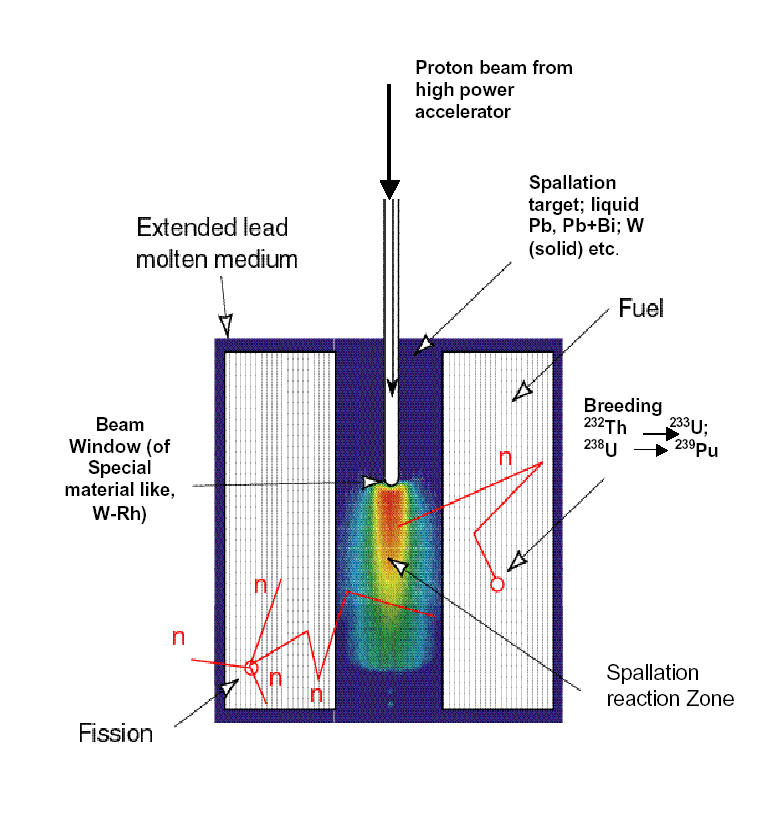 Proton beam from
high power
accelerator
Spallation
target; liquid
Pb, Pb+Bi; W
(solid) etc.
Extended lead
molten medium
Fuel
Breeding
²³²Th → ²³³U;
²³⁸U → ²³⁹Pu
Beam
Window (of
Special
material like,
W-Rh)
n
n
n
n
n
Spallation
reaction Zone
Fission